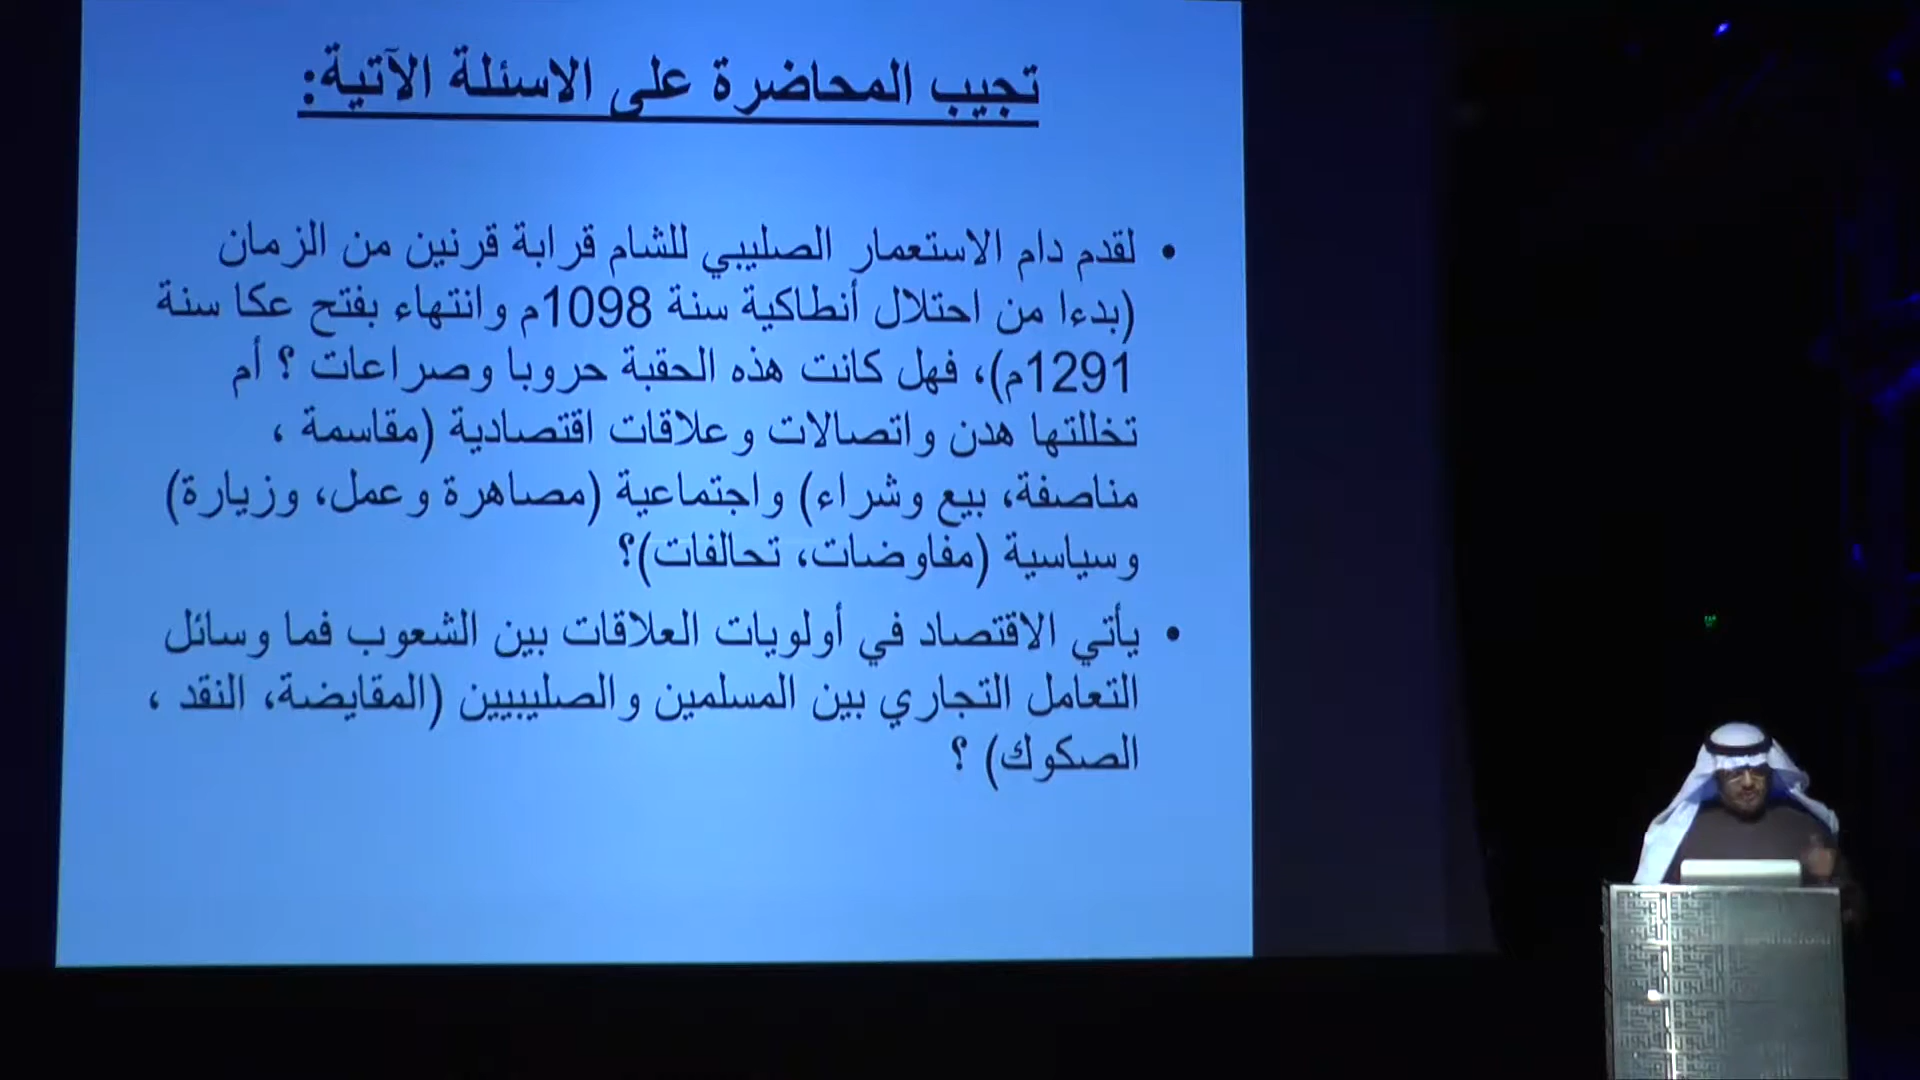 تجيب المحاضرة على الاسئلة الآتية:
• لقدم دام الاستعمار الصليبي للشام قرابة قرنين من الزمان
(بدءا من احتلال أنطاكية سنة 1098م وانتهاء بفتح عكا سنة
1291م)، فهل كانت هذه الحقبة حروبا وصراعات ؟ أم
تخللتها هدن واتصالات وعلاقات اقتصادية (مقاسمة ،
مناصفة، بيع وشراء) واجتماعية (مصاهرة وعمل، وزيارة)
وسياسية (مفاوضات، تحالفات)؟
• يأتي الاقتصاد في أولويات العلاقات بين الشعوب فما وسائل
التعامل التجاري بين المسلمين والصليبيين (المقايضة، النقد ،
الصكوك) ؟